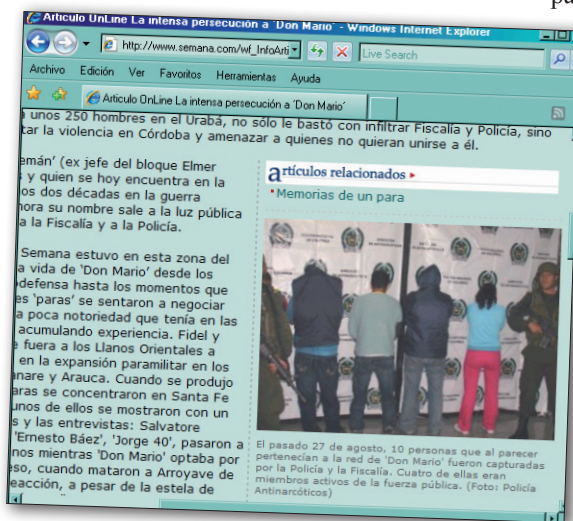 pa
Articulo OnLine La intensa persecución a 'Don Mario' - Windows Internet Explorer
http://www.semana.com/wf_InfoArti
Live Search
Archivo Edición Ver Favoritos Herramientas Ayuda
Articulo OnLine La intensa persecución a 'Don Mario'
a unos 250 hombres en el Urabá, no sólo le bastó con infiltrar Fiscalía y Policía, sino
tar la violencia en Córdoba y amenazar a quienes no quieran unirse a él.
emán' (ex jefe del bloque Elmer
s y quien se hoy encuentra en la
os dos décadas en la guerra
hora su nombre sale a la luz pública
a la Fiscalía y a la Policía.
Semana estuvo en esta zona del
a vida de 'Don Mario' desde los
defensa hasta los momentos que
es 'paras' se sentaron a negociar
a poca notoriedad que tenía en las
acumulando experiencia. Fidel y
e fuera a los Llanos Orientales a
en la expansión paramilitar en los
anare y Arauca. Cuando se produjo
aras se concentraron en Santa Fe
unos de ellos se mostraron con un
s y las entrevistas: Salvatore
'Ernesto Báez', 'Jorge 40', pasaron a
nos mientras 'Don Mario' optaba por
eso, cuando mataron a Arroyave de
eacción, a pesar de la estela de
artículos relacionados
Memorias de un para
El pasado 27 de agosto, 10 personas que al parecer
pertenecían a la red de 'Don Mario' fueron capturadas
por la Policía y la Fiscalía. Cuatro de ellas eran
miembros activos de la fuerza pública. (Foto: Policía
Antinarcóticos)